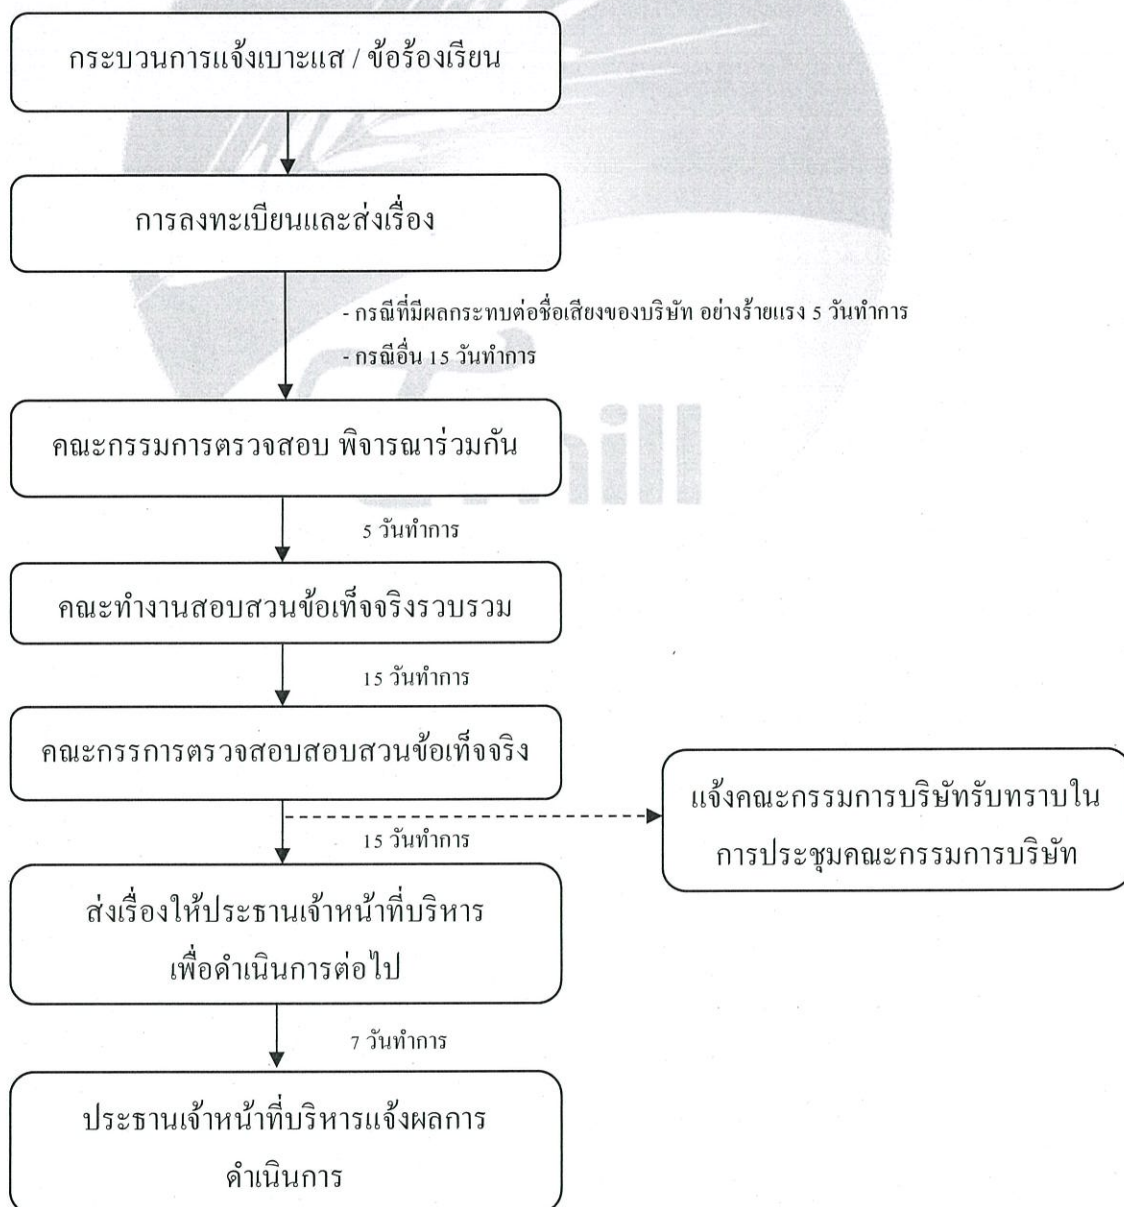 กระบวนการแจ้งเบาะแส / ข้อร้องเรียน
การลงทะเบียนและส่งเรื่อง
- กรณีที่มีผลกระทบต่อชื่อเสียงของบริษัท อย่างร้ายแรง 5 วันทำการ
- กรณีอื่น 15 วันทำการ
คณะกรรมการตรวจสอบ พิจารณาร่วมกัน
5 วันทำการ
คณะทำงานสอบสวนข้อเท็จจริงรวบรวม
15 วันทำการ
คณะกรรการตรวจสอบสอบสวนข้อเท็จจริง
15 วันทำการ
แจ้งคณะกรรมการบริษัทรับทราบใน
การประชุมคณะกรรมการบริษัท
ส่งเรื่องให้ประธานเจ้าหน้าที่บริหาร
เพื่อดำเนินการต่อไป
7 วันทำการ
ประธานเจ้าหน้าที่บริหารแจ้งผลการ
ดำเนินการ